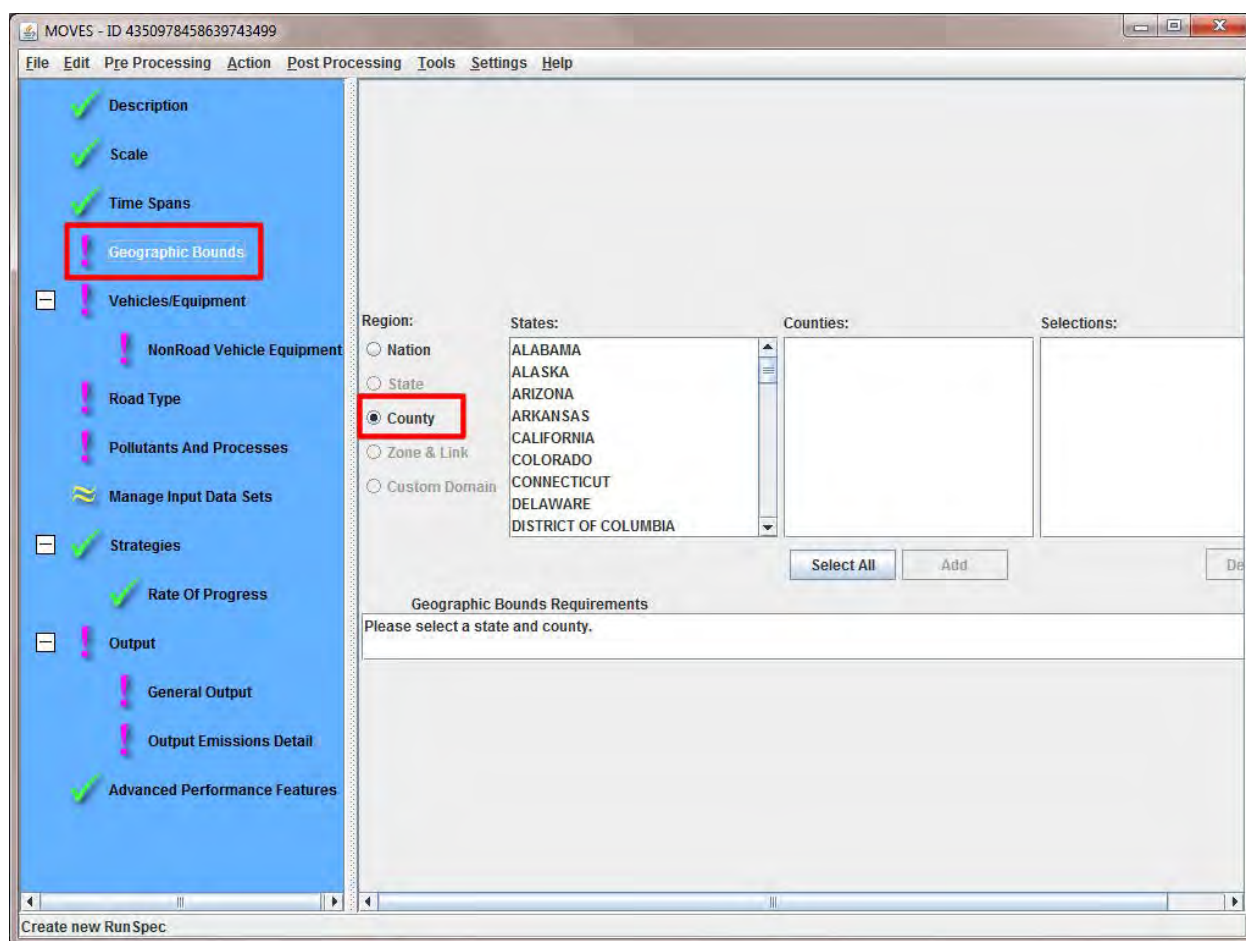 MOVES - ID 4350978458639743499
File Edit Pre Processing Action Post Processing Tools Settings Help
Description
Scale
Time Spans
Geographic Bounds
Vehicles/Equipment
NonRoad Vehicle Equipment
Road Type
Pollutants And Processes
Manage Input Data Sets
Strategies
Rate Of Progress
Output
General Output
Output Emissions Detail
Advanced Performance Features
Region:
Nation
State
County
Zone & Link
Custom Domain
States:
ALABAMA
ALASKA
ARIZONA
ARKANSAS
CALIFORNIA
COLORADO
CONNECTICUT
DELAWARE
DISTRICT OF COLUMBIA
Counties:
Selections:
Select All
Add
De
Geographic Bounds Requirements
Please select a state and county.
Create new RunSpec